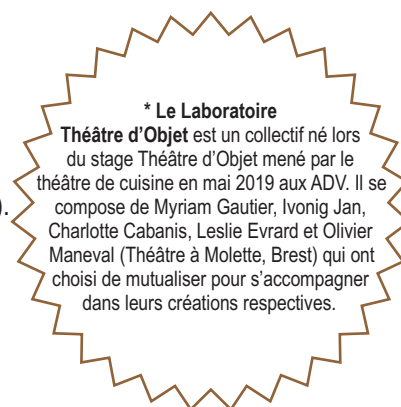 * Le Laboratoire
Théâtre d’Objet est un collectif né lors
du stage Théâtre d’Objet mené par le
théâtre de cuisine en mai 2019 aux ADV. Il se
).
compose de Myriam Gautier, Ivonig Jan,
Charlotte Cabanis, Leslie Evrard et Olivier
Maneval (Théâtre à Molette, Brest) qui ont
choisi de mutualiser pour s’accompagner
dans leurs créations respectives.